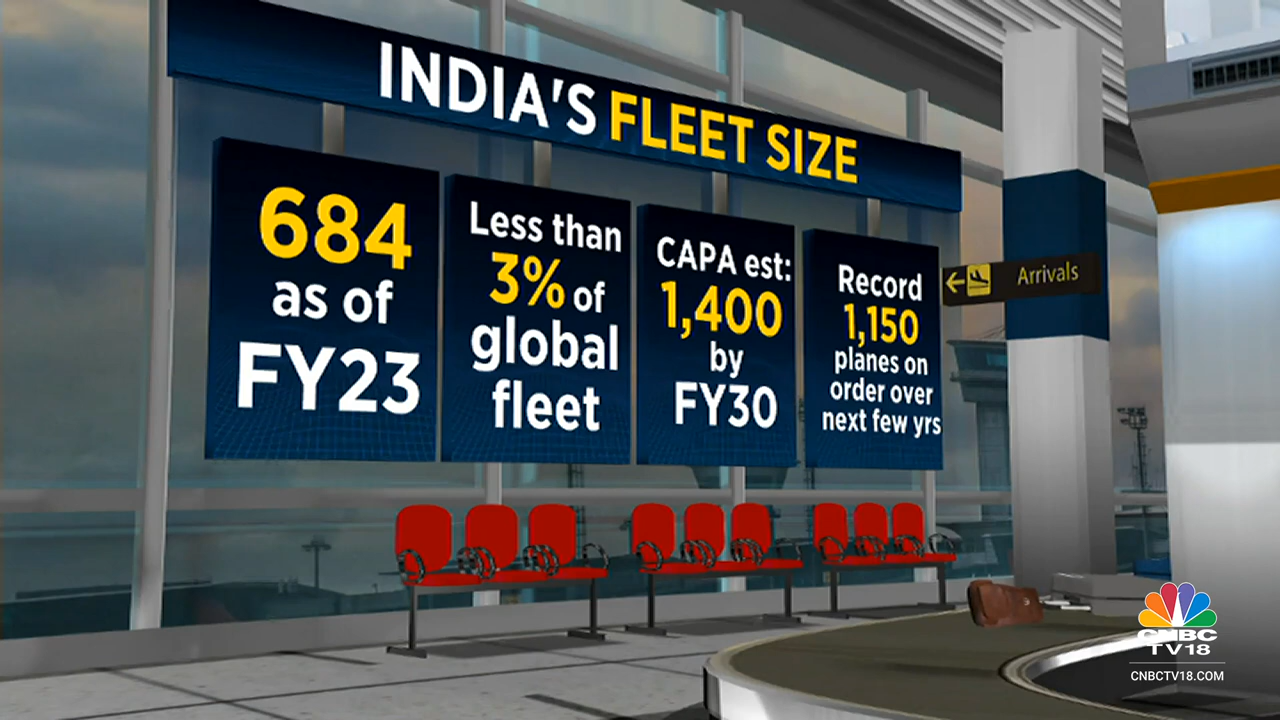 INDIA'S FLEET SIZE
684
as of
FY23
Less than
3% of
global
fleet
CAPA est:
1,400
by
FY30
Record
1,150
planes on
order over
next few yrs
Arrivals
CNBC
TV18
CNBCTV18.COM